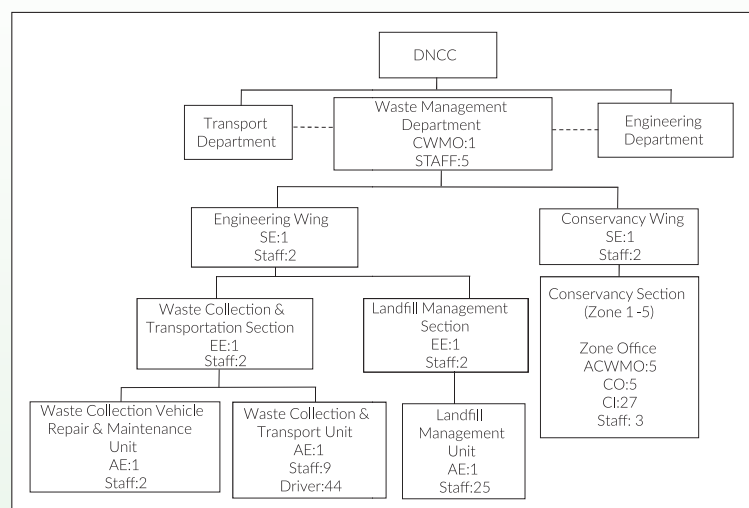 DNCC
Transport
Department
Waste Management
Department
CWMO:1
STAFF:5
Engineering
Department
Engineering Wing
SE:1
Staff:2
Conservancy Wing
SE:1
Staff:2
Waste Collection &
Transportation Section
EE:1
Staff:2
Landfill Management
Section
EE:1
Staff:2
Conservancy Section
(Zone 1 -5)
Zone Office
ACWMO:5
CO:5
CI:27
Staff: 3
Waste Collection Vehicle
Repair & Maintenance
Unit
AE:1
Staff:2
Waste Collection &
Transport Unit
AE:1
Staff:9
Driver:44
Landfill
Management
Unit
AE:1
Staff:25